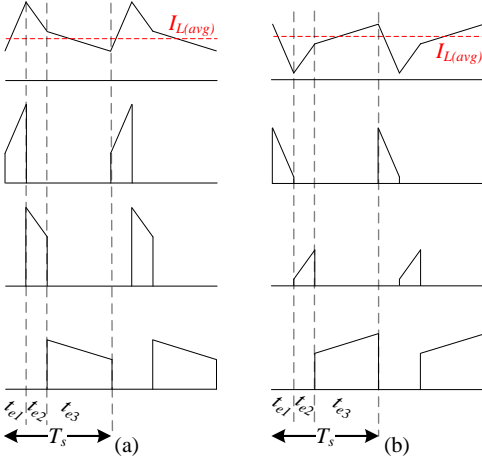 I_L(avg)
I_L(avg)
t_e1 t_e2 t_e3
t_e1 t_e2 t_e3
T_s (a)
T_s (b)